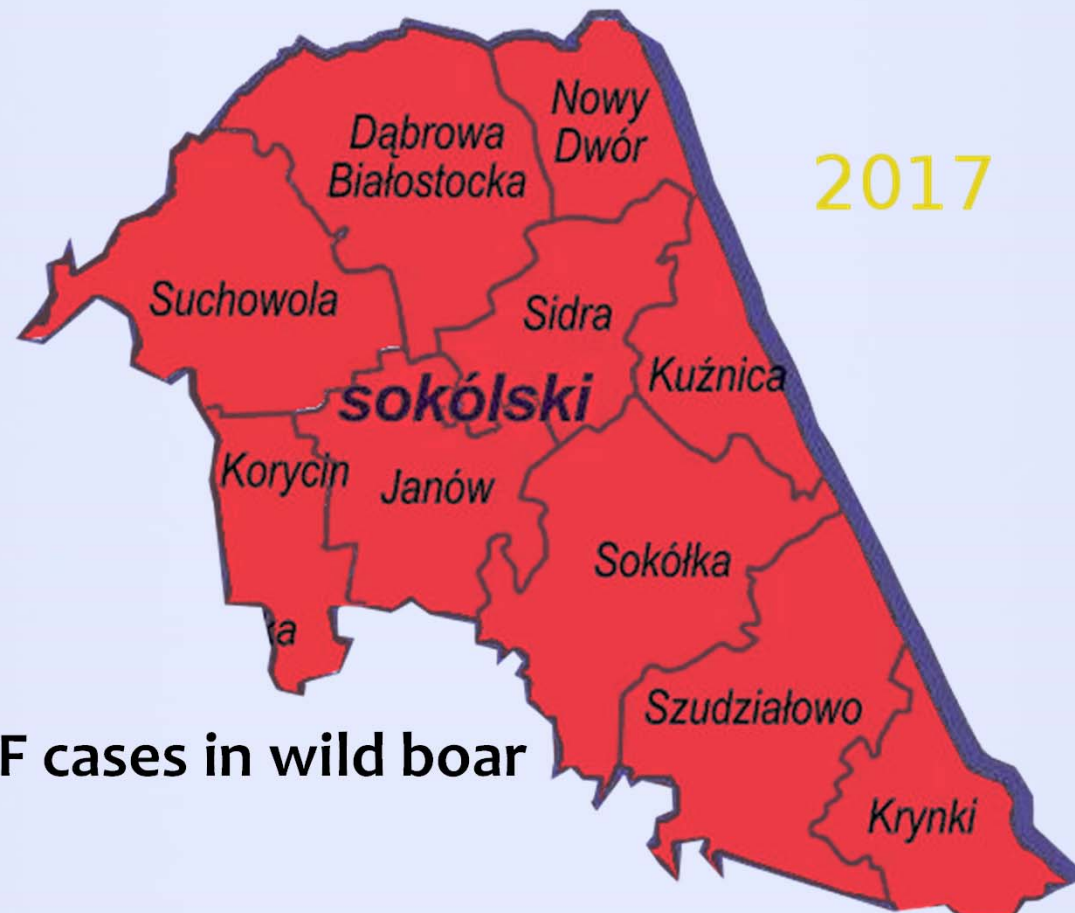 Nowy
Dwór
Dąbrowa
Białostocka
2017
Suchowola
Sidra
Kuźnica
sokólski
Korycin
Janów
Sokółka
Szudziałowo
F cases in wild boar
Krynki